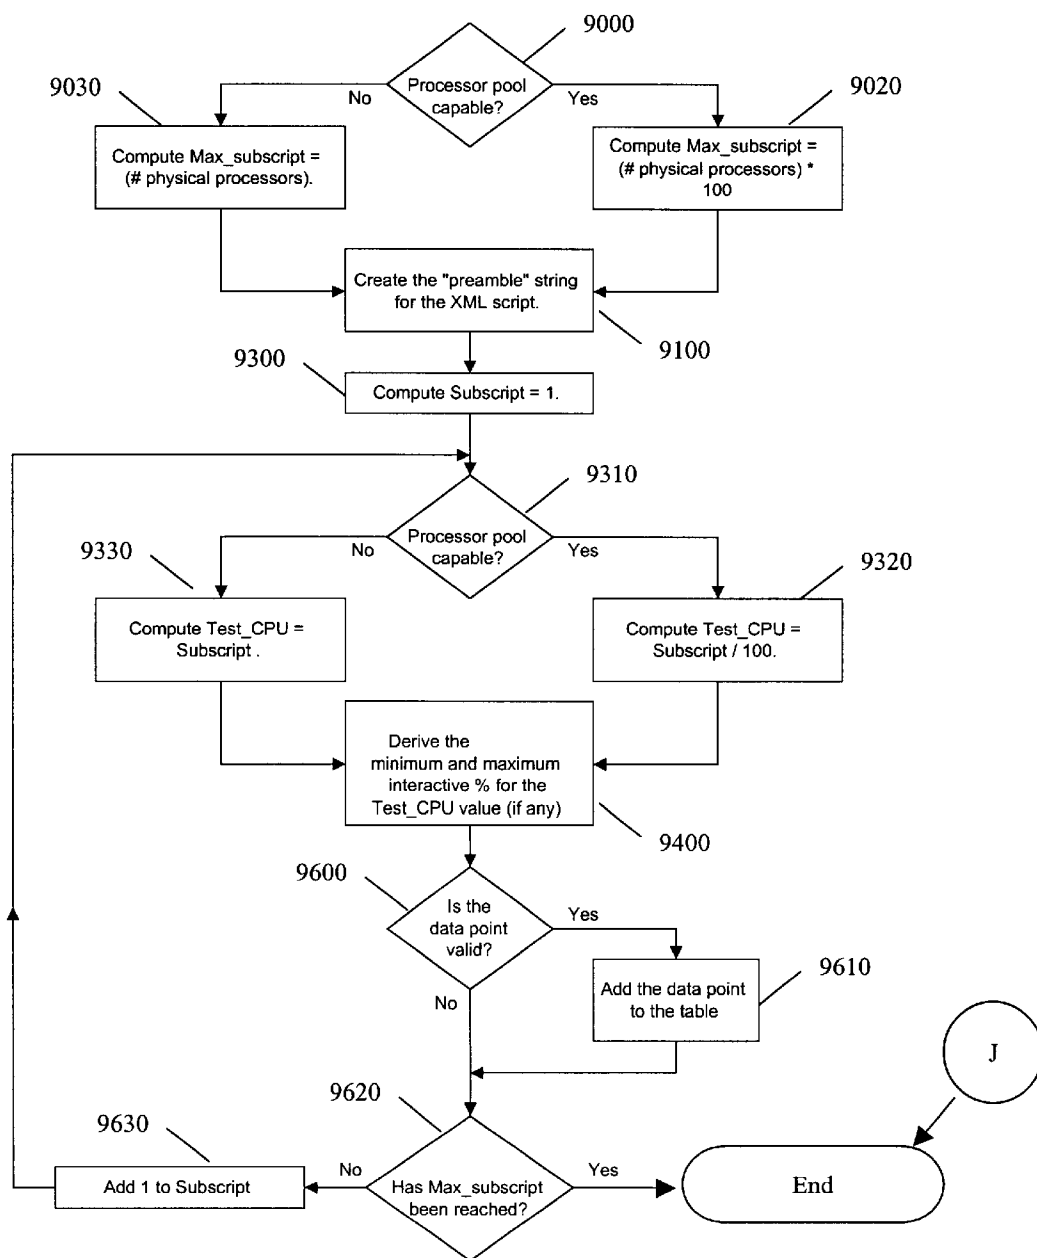 9000
Processor pool
capable?
No
Yes
9030
9020
Compute Max_subscript =
(# physical processors).
Compute Max_subscript =
(# physical processors) *
100
Create the "preamble" string
for the XML script.
9100
9300
Compute Subscript = 1.
9310
Processor pool
capable?
No
Yes
9330
9320
Compute Test_CPU =
Subscript .
Compute Test_CPU =
Subscript / 100.
Derive the
minimum and maximum
interactive % for the
Test_CPU value (if any)
9400
9600
Is the
data point
valid?
Yes
No
9610
Add the data point
to the table
J
9620
9630
No
Yes
Add 1 to Subscript
Has Max_subscript
been reached?
End